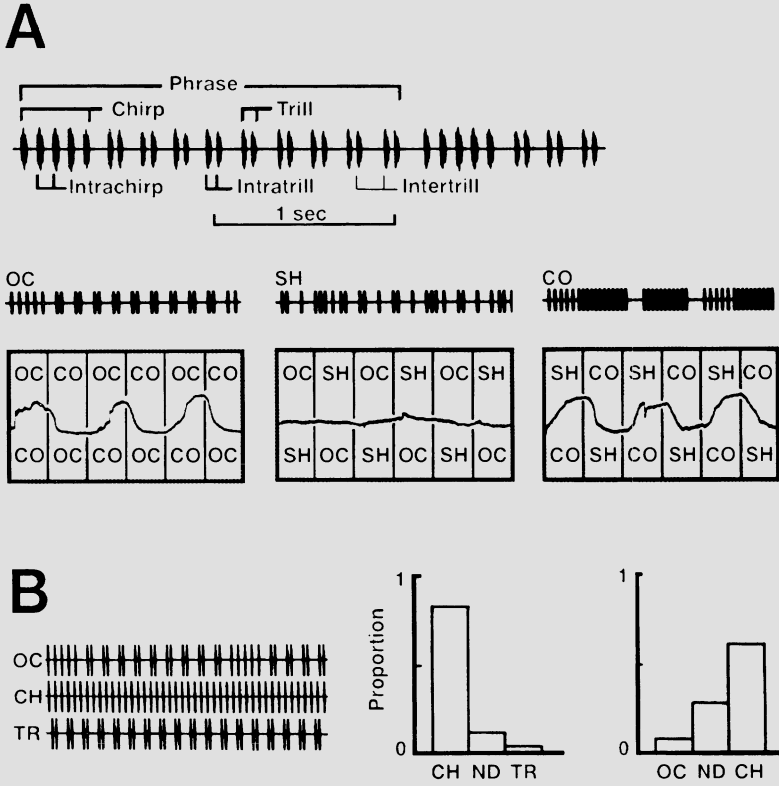 A
Phrase
Chirp Trill
Intrachirp Intratrill Intertrill
1 sec
OC SH CO
OC CO OC CO OC CO
CO OC CO OC CO OC
OC SH OC SH OC SH
SH OC SH OC SH OC
SH CO SH CO SH CO
CO SH CO SH CO SH
B
OC
CH
TR
1
Proportion
0
CH ND TR
1
0
OC ND CH